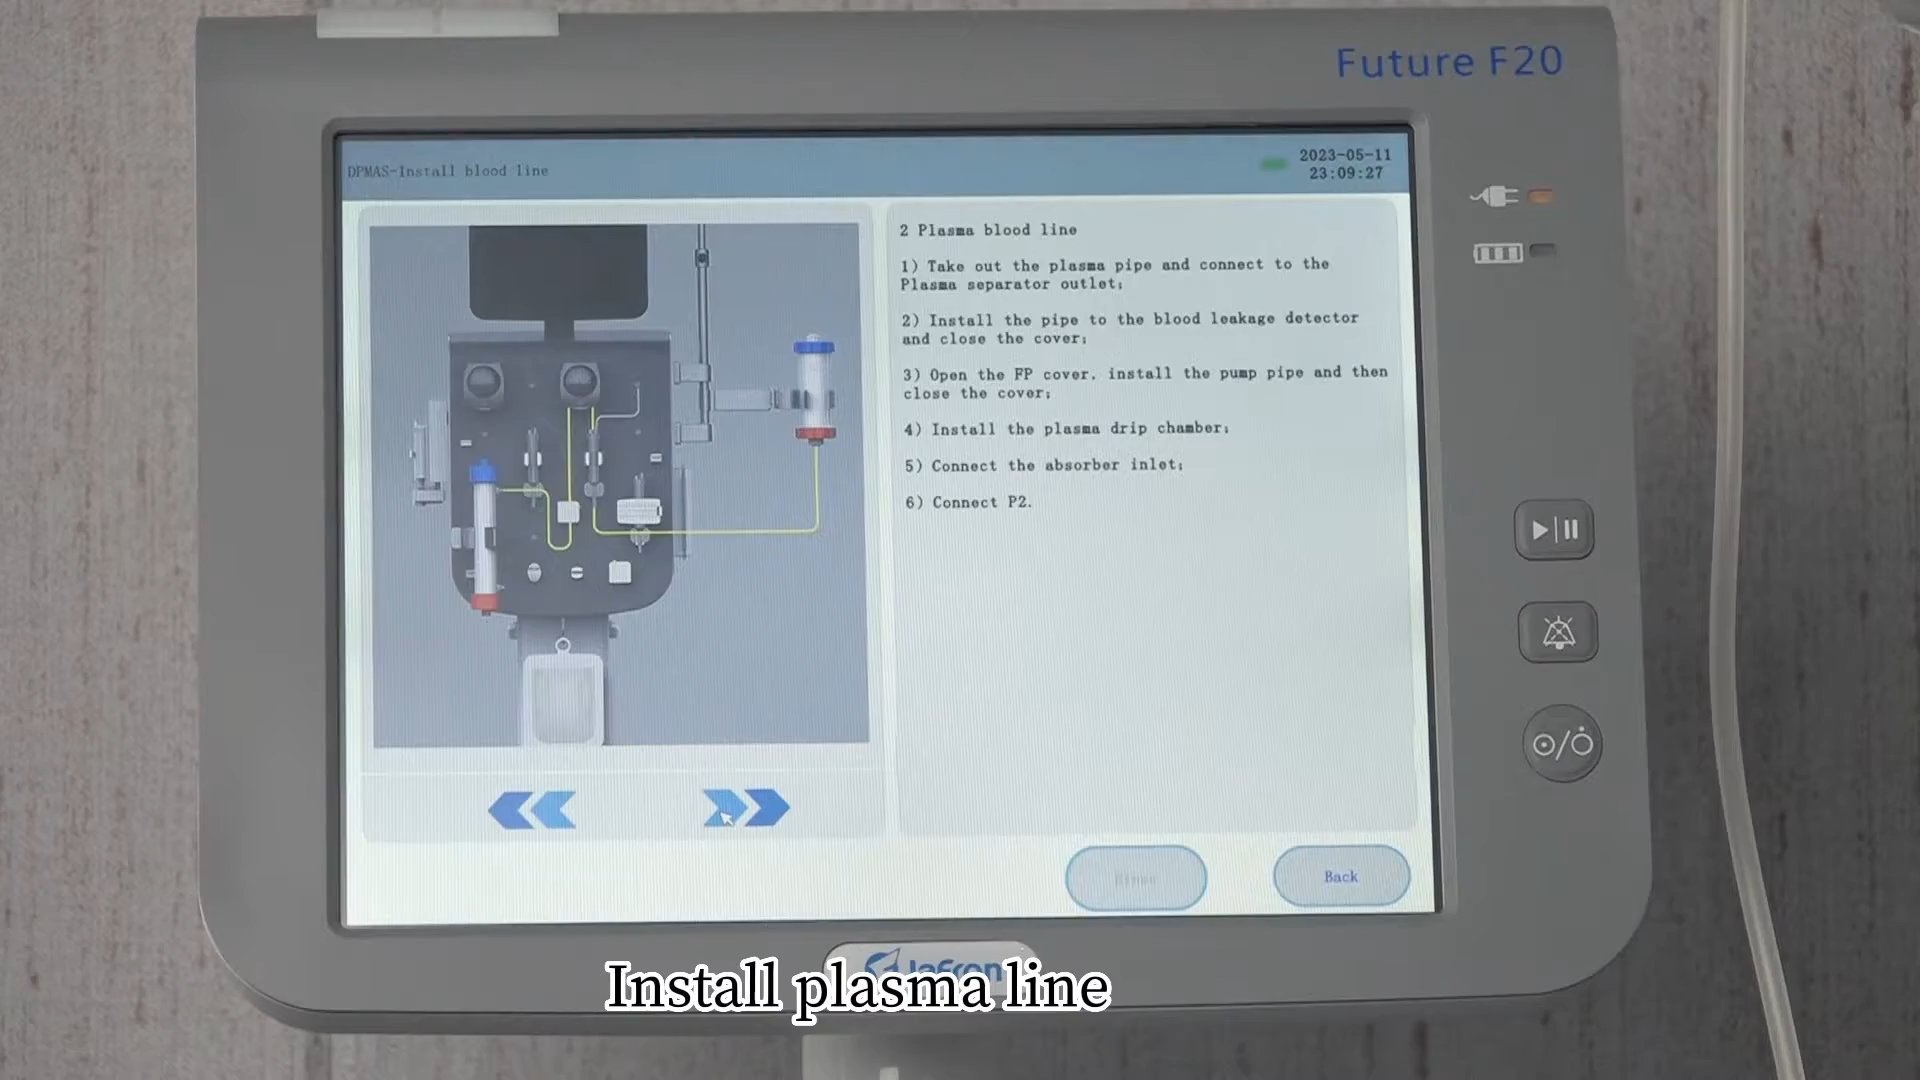 Future F20
DPMAS-Install blood line
2023-05-11
23:09:27
2 Plasma blood line
1) Take out the plasma pipe and connect to the
Plasma separator outlet;
2) Install the pipe to the blood leakage detector
and close the cover;
3) Open the FP cover, install the pump pipe and then
close the cover;
4) Install the plasma drip chamber;
5) Connect the absorber inlet;
6) Connect P2.
Back
Install plasma line